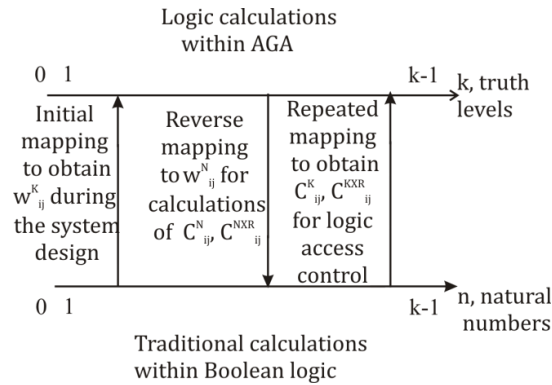 Logic calculations
within AGA
0 1 k-1
k, truth
levels
Initial
mapping
to obtain
wᴷᵢⱼ during
the system
design
Reverse
mapping
to wᴺᵢⱼ for
calculations
of Cᴺᵢⱼ, Cᴺˣᴿᵢⱼ
Repeated
mapping
to obtain
Cᴷᵢⱼ, Cᴷˣᴿᵢⱼ
for logic
access
control
0 1 k-1
n, natural
numbers
Traditional calculations
within Boolean logic